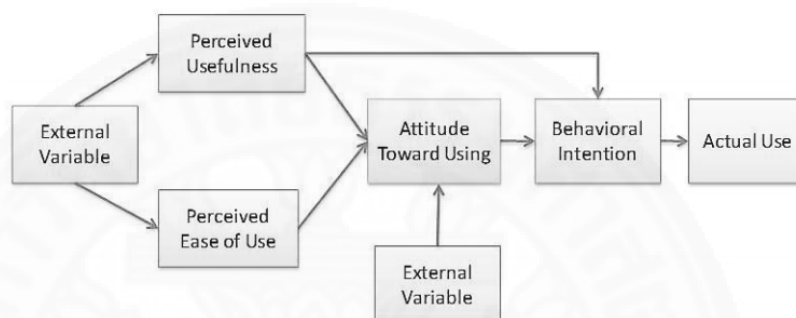 Perceived
Usefulness
External
Variable
Attitude
Toward Using
Behavioral
Intention
Actual Use
Perceived
Ease of Use
External
Variable